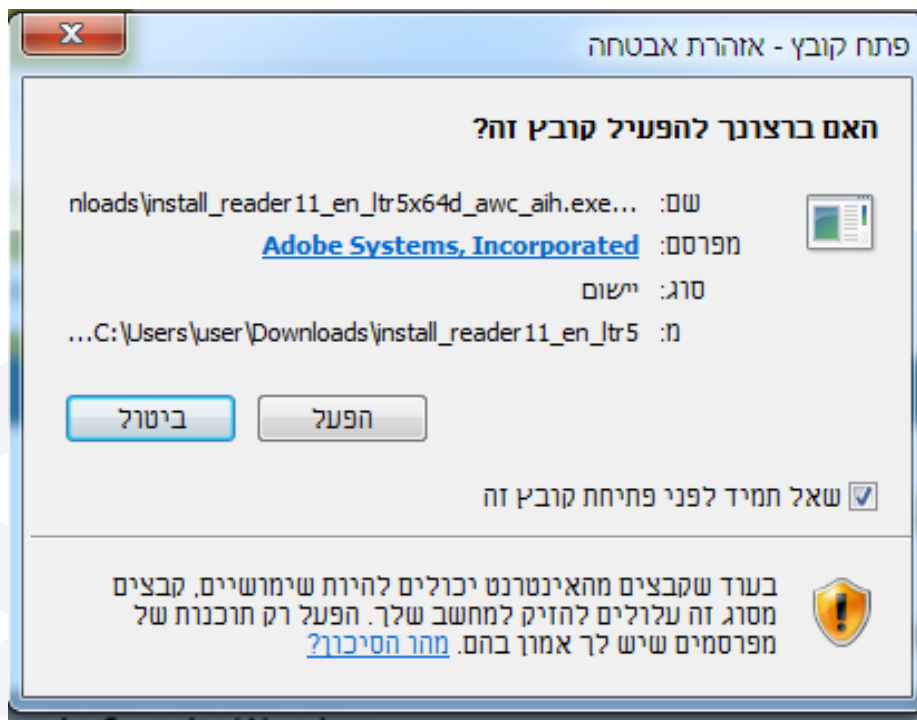 פתח קובץ - אזהרת אבטחה
האם ברצונך להפעיל קובץ זה?
שם: nloads\install_reader11_en_ltr5x64d_awc_aih.exe...
מפרסם: Adobe Systems, Incorporated
סוג: יישום
מ: ...C:\Users\user\Downloads\install_reader11_en_ltr5
הפעל
ביטול
שאל תמיד לפני פתיחת קובץ זה
בעוד שקבצים מהאינטרנט יכולים להיות שימושיים, קבצים
מסוג זה עלולים להזיק למחשב שלך. הפעל רק תוכנות של
מפרסמים שיש לך אמון בהם. מהו הסיכון?